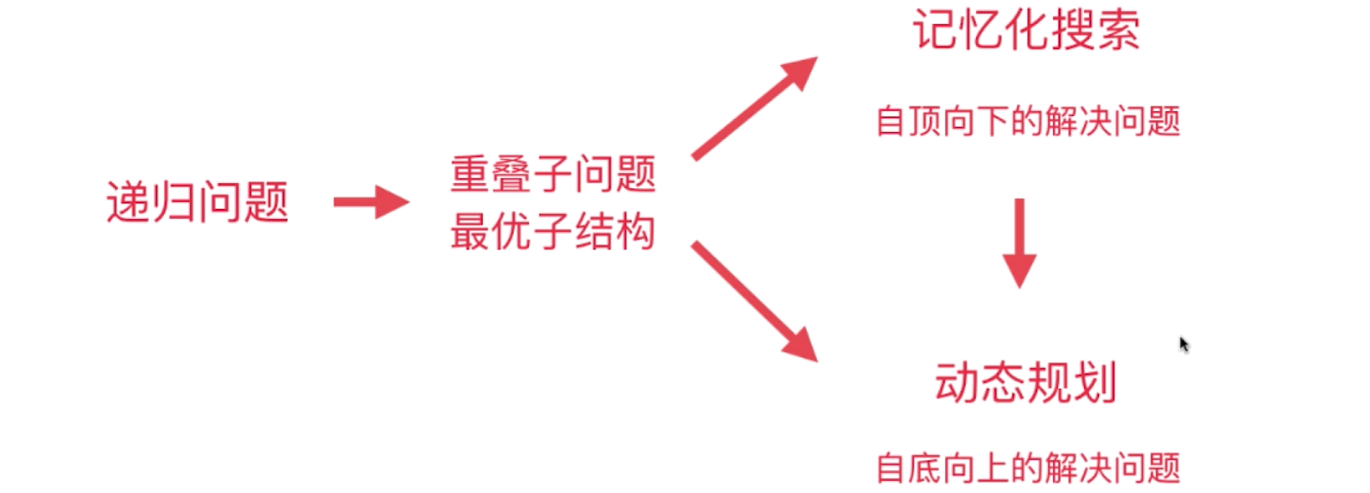 递归问题
重叠子问题
最优子结构
记忆化搜索
自顶向下的解决问题
动态规划
自底向上的解决问题